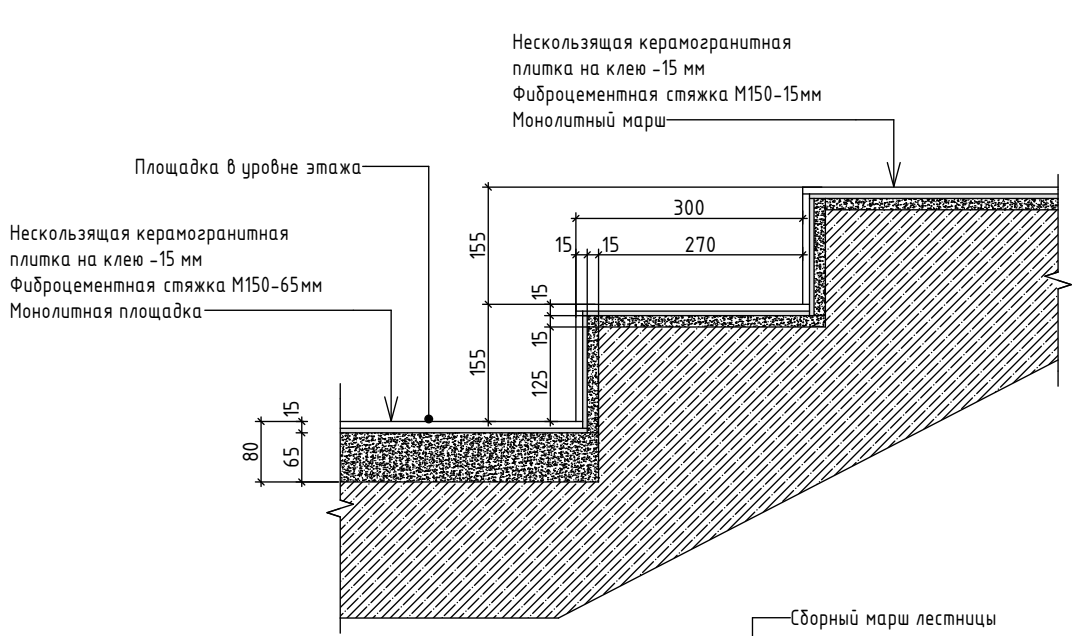 Нескользящая керамогранитная
плитка на клею -15 мм
Фиброцементная стяжка М150-15мм
Монолитный марш
Площадка в уровне этажа
Нескользящая керамогранитная
плитка на клею -15 мм
Фиброцементная стяжка М150-65мм
Монолитная площадка
300
15 15 270
155
15
15
155
125
15
80
65
Сборный марш лестницы